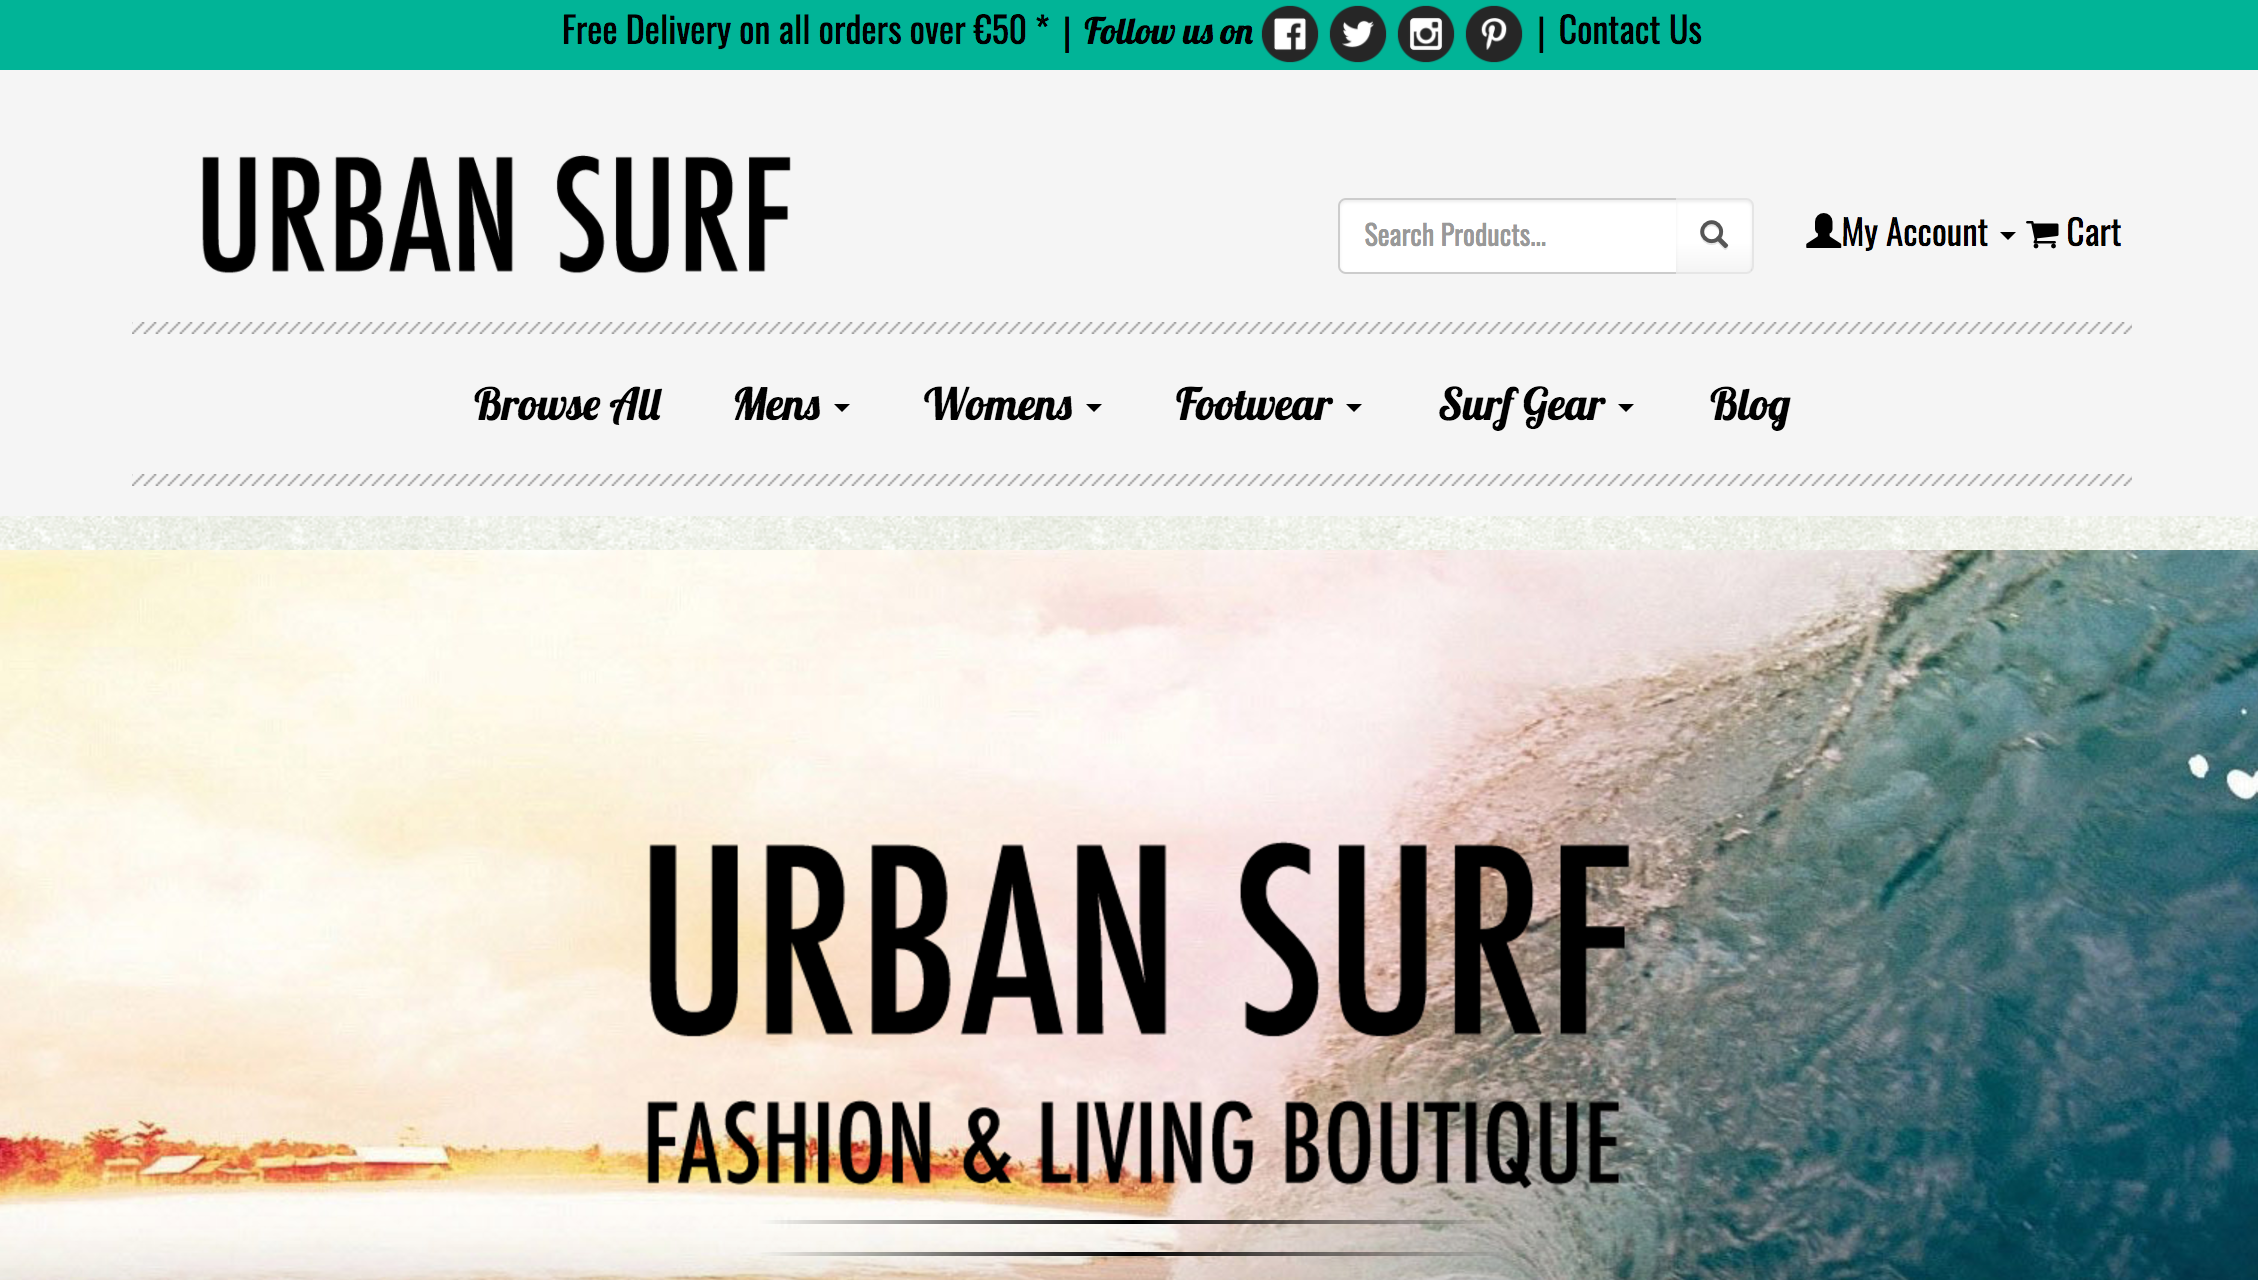 Free Delivery on all orders over €50 * | Follow us on | Contact Us
URBAN SURF
Search Products...
My Account
Cart
Browse All Mens Womens Footwear Surf Gear Blog
URBAN SURF
FASHION & LIVING BOUTIQUE